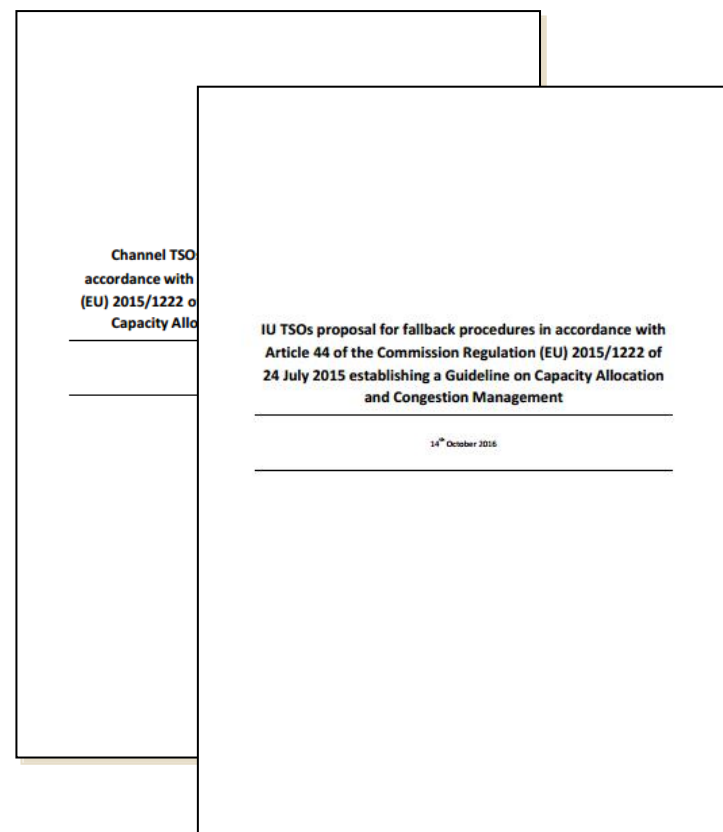 Channel TSO
accordance with
(EU) 2015/1222 o
Capacity Allo
IU TSOs proposal for fallback procedures in accordance with
Article 44 of the Commission Regulation (EU) 2015/1222 of
24 July 2015 establishing a Guideline on Capacity Allocation
and Congestion Management
14th October 2016